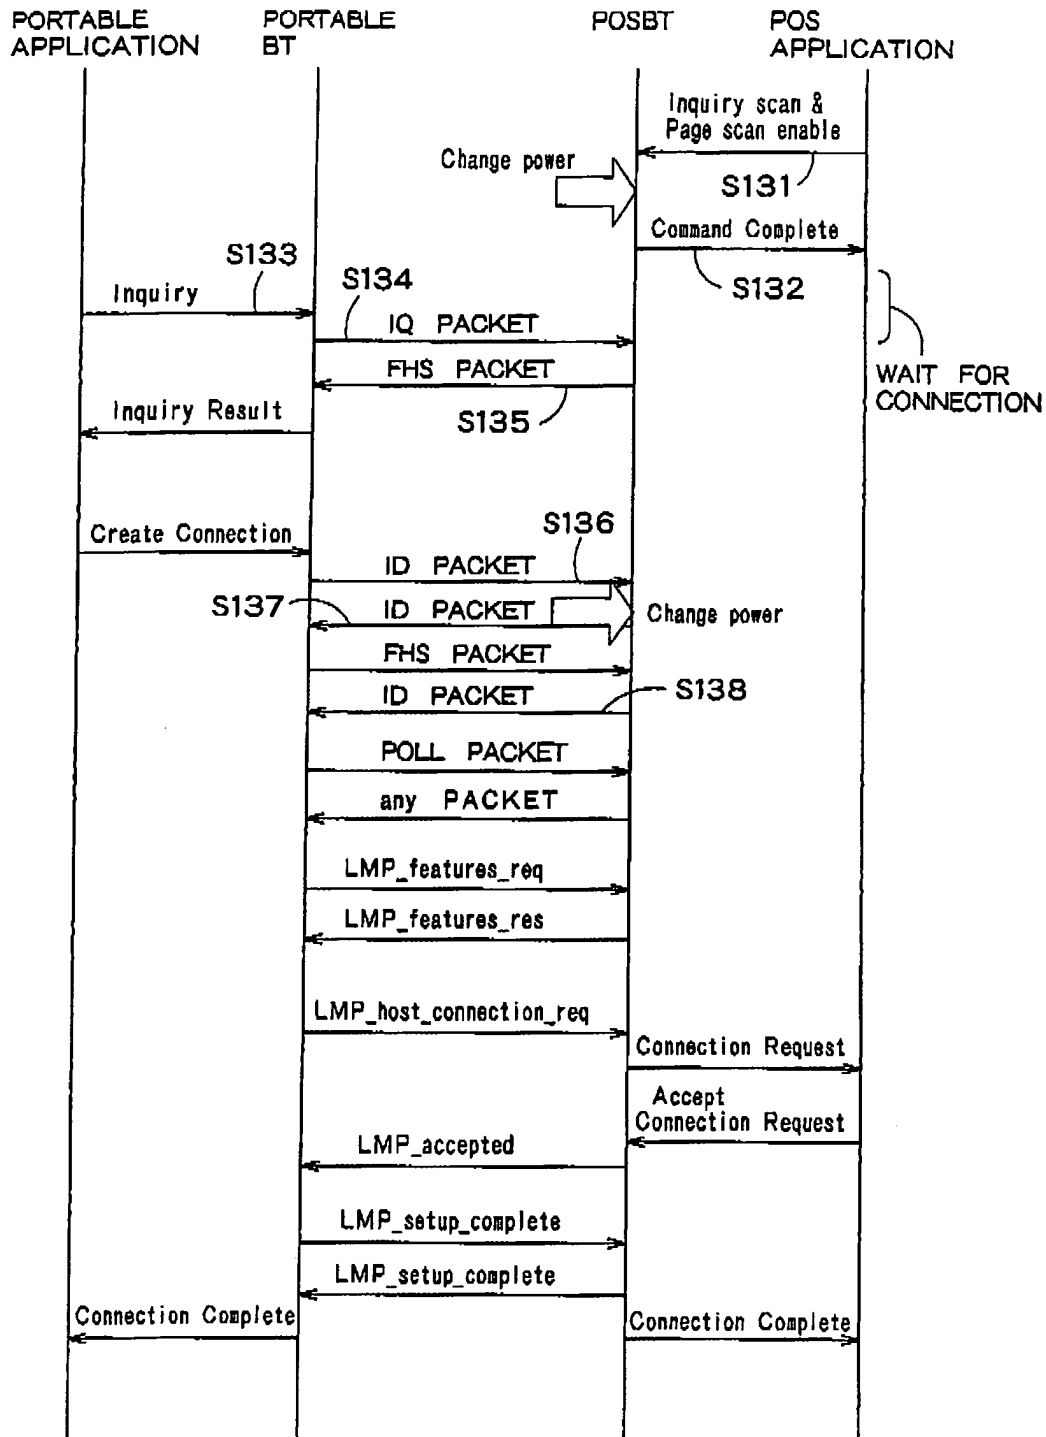 PORTABLE APPLICATION
PORTABLE BT
POSBT
POS APPLICATION
Inquiry scan &
Page scan enable
Change power
S131
Command Complete
S132
S133
Inquiry
S134
IQ PACKET
WAIT FOR
CONNECTION
FHS PACKET
S135
Inquiry Result
Create Connection
S136
ID PACKET
S137
ID PACKET
Change power
FHS PACKET
ID PACKET
S138
POLL PACKET
any PACKET
LMP_features_req
LMP_features_res
LMP_host_connection_req
Connection Request
Accept
Connection Request
LMP_accepted
LMP_setup_complete
LMP_setup_complete
Connection Complete
Connection Complete